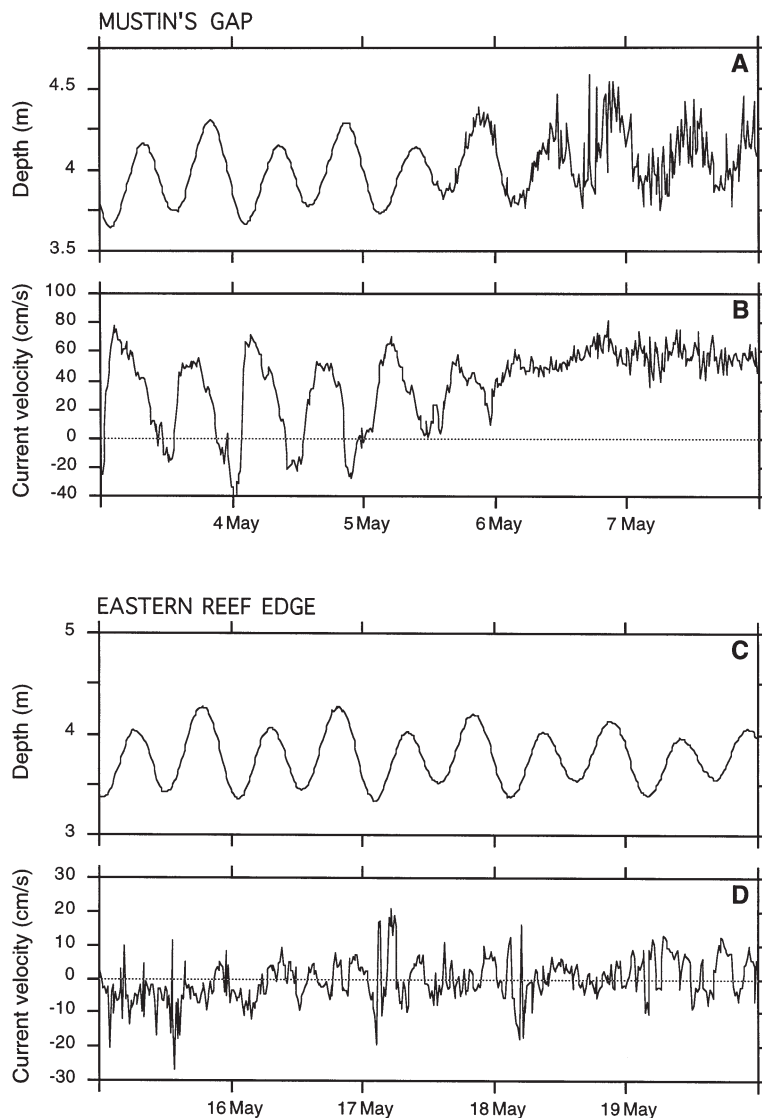 MUSTIN'S GAP
A
Depth (m)
4.5
4
3.5
B
Current velocity (cm/s)
100
80
60
40
20
0
-20
-40
4 May 5 May 6 May 7 May
EASTERN REEF EDGE
C
Depth (m)
5
4
3
D
Current velocity (cm/s)
30
20
10
0
-10
-20
-30
16 May 17 May 18 May 19 May